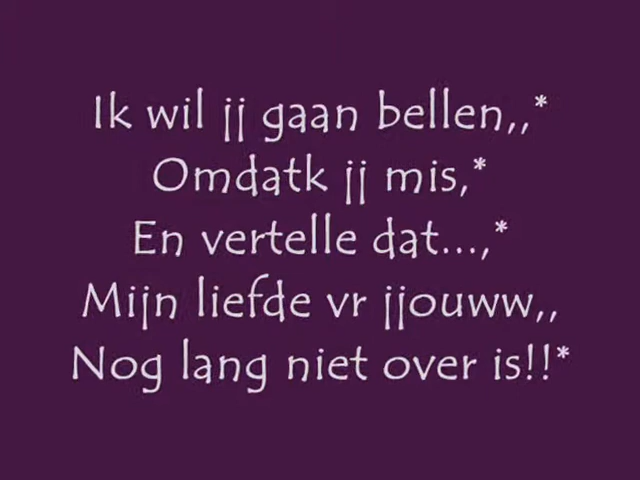 Ik wil jj gaan bellen,,*
Omdatk jj mis,*
En vertelle dat...,*
Mijn liefde vr jjouww,,
Nog lang niet over is!!*